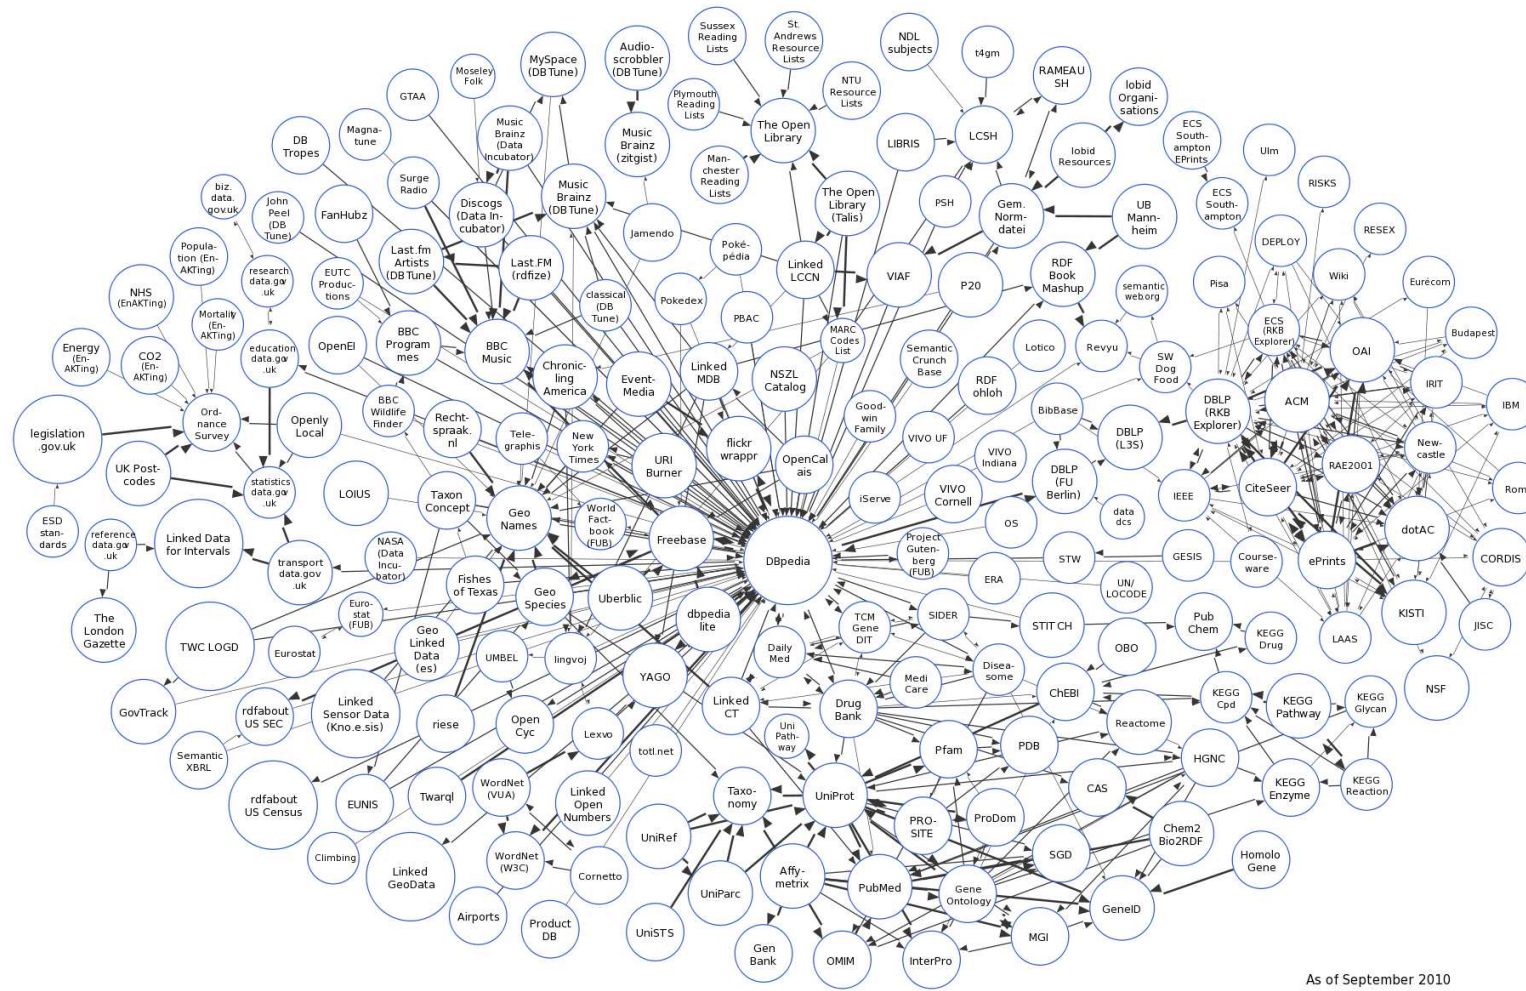 Sussex
Reading
Lists
St.
Andrews
Resource
Lists
NDL
subjects
t4gm
RAMEAU
SH
lobid
Organi-
sations
Audio-
scrobbler
(DBTune)
MySpace
(DBTune)
Moseley
Folk
GTAA
Plymouth
Reading
Lists
NTU
Resource
Lists
The Open
Library
LCSH
LIBRIS
lobid
Resources
ECS
South-
ampton
EPrints
Ulm
Magna-
tune
DB
Tropes
Music
Brainz
(Data
Incubator)
Music
Brainz
(zitgist)
Man-
chester
Reading
Lists
RISKS
biz.
data.
gov.uk
John
Peel
(DB
Tune)
FanHubz
Surge
Radio
Discogs
(Data In-
cubator)
Music
Brainz
(DBTune)
The Open
Library
(Talis)
PSH
Gem.
Norm-
datei
UB
Mann-
heim
ECS
South-
ampton
RESEX
DEPLOY
Popula-
tion (En-
AKTing)
Last.fm
Artists
(DBTune)
Last.FM
(rdfize)
Jamendo
Poké-
pédia
Linked
LCCN
VIAF
P20
RDF
Book
Mashup
semantic
web.org
Pisa
Wiki
Eurécom
NHS
(EnAKTing)
research
data.gov
.uk
EUTC
Produc-
tions
classical
(DB
Tune)
Pokedex
PBAC
MARC
Codes
List
Mortality
(En-
AKTing)
Energy
(En-
AKTing)
CO2
(En-
AKTing)
education
data.gov
.uk
OpenEI
BBC
Program
mes
BBC
Music
Chronic-
ling
America
Event-
Media
Linked
MDB
NSZL
Catalog
Semantic
Crunch
Base
RDF
ohloh
Lotico
Revyu
SW
Dog
Food
ECS
(RKB
Explorer)
OAI
Budapest
legislation
.gov.uk
Ord-
nance
Survey
Openly
Local
BBC
Wildlife
Finder
Recht-
spraak.
nl
Tele-
graphis
New
York
Times
URI
Burner
flickr
wrappr
OpenCal
ais
Good-
win
Family
VIVO UF
VIVO
Indiana
BibBase
DBLP
(L3S)
DBLP
(RKB
Explorer)
ACM
IRIT
IBM
UK Post-
codes
statistics
data.gov
.uk
LOIUS
Taxon
Concept
Geo
Names
World
Fact-
book
(FUB)
Freebase
DBpedia
iServe
VIVO
Cornell
DBLP
(FU
Berlin)
data
dcs
IEEE
CiteSeer
RAE2001
New-
castle
Rom
ESD
stan-
dards
reference
data.gov
.uk
Linked Data
for Intervals
transport
data.gov
.uk
NASA
(Data
Incu-
bator)
Fishes
of Texas
Geo
Species
Uberblic
dbpedia
lite
OS
Project
Guten-
berg
(FUB)
ERA
STW
GESIS
UN/
LOCODE
Course-
ware
ePrints
dotAC
CORDIS
The
London
Gazette
TWC LOGD
Eurostat
Euro-
stat
(FUB)
Geo
Linked
Data
(es)
UMBEL
lingvoj
YAGO
Daily
Med
TCM
Gene
DIT
SIDER
STITCH
OBO
Pub
Chem
KEGG
Drug
LAAS
KISTI
JISC
NSF
GovTrack
rdfabout
US SEC
Semantic
XBRL
Linked
Sensor Data
(Kno.e.sis)
riese
Open
Cyc
Lexvo
totl.net
Linked
CT
Uni
Path-
way
Drug
Bank
Medi
Care
Disea-
some
ChEBI
KEGG
Cpd
KEGG
Pathway
KEGG
Glycan
Pfam
PDB
Reactome
HGNC
KEGG
Enzyme
KEGG
Reaction
rdfabout
US Census
EUNIS
Twarql
WordNet
(VUA)
Linked
Open
Numbers
Taxo-
nomy
UniProt
PRO-
SITE
ProDom
CAS
Chem2
Bio2RDF
Homolo
Gene
Climbing
Linked
GeoData
WordNet
(W3C)
Cornetto
UniRef
UniParc
Affy-
metrix
PubMed
Gene
Ontology
SGD
GeneID
Airports
Product
DB
UniSTS
Gen
Bank
OMIM
InterPro
MGI
As of September 2010